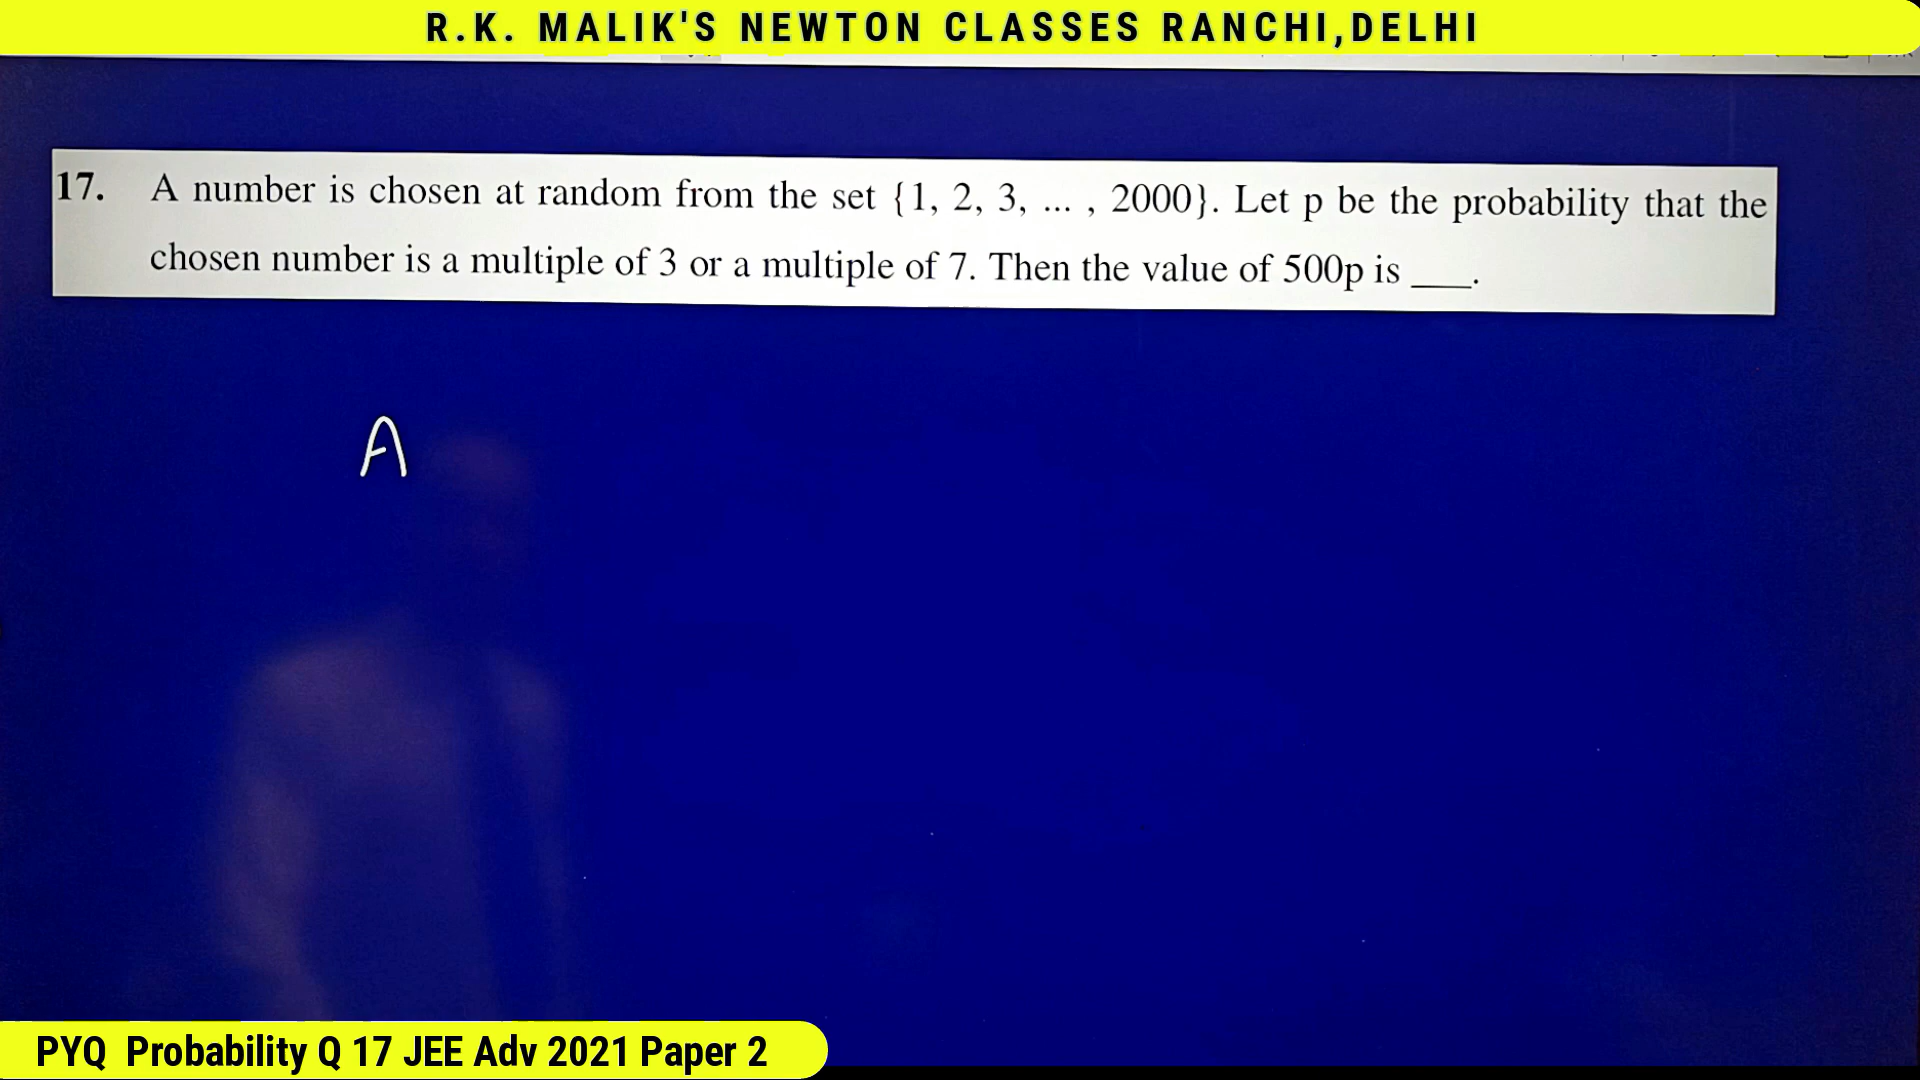 R.K. MALIK'S NEWTON CLASSES RANCHI,DELHI
17. A number is chosen at random from the set {1, 2, 3, ... , 2000}. Let p be the probability that the
chosen number is a multiple of 3 or a multiple of 7. Then the value of 500p is ___.
A
PYQ Probability Q 17 JEE Adv 2021 Paper 2